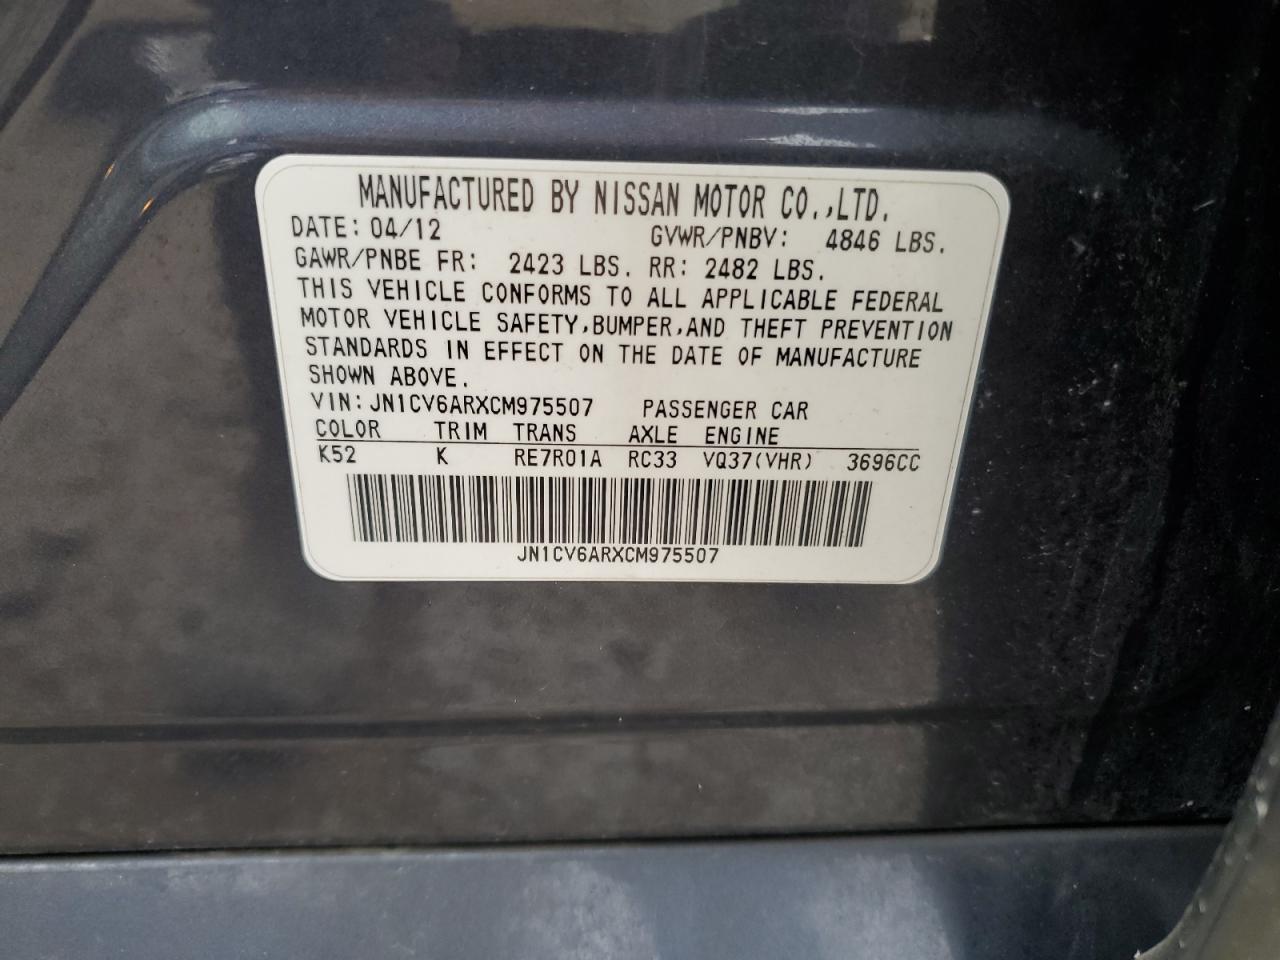 MANUFACTURED BY NISSAN MOTOR CO.,LTD.
DATE: 04/12 GVWR/PNBV: 4846 LBS.
GAWR/PNBE FR: 2423 LBS. RR: 2482 LBS.
THIS VEHICLE CONFORMS TO ALL APPLICABLE FEDERAL
MOTOR VEHICLE SAFETY,BUMPER,AND THEFT PREVENTION
STANDARDS IN EFFECT ON THE DATE OF MANUFACTURE
SHOWN ABOVE.
VIN:JN1CV6ARXCM975507 PASSENGER CAR
COLOR TRIM TRANS AXLE ENGINE
K52 K RE7R01A RC33 VQ37(VHR) 3696CC
JN1CV6ARXCM975507